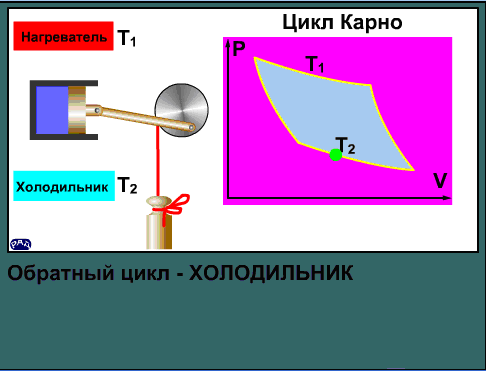 Цикл Карно
Нагреватель T1
P
T1
T2
Холодильник T2
V
Обратный цикл - ХОЛОДИЛЬНИК